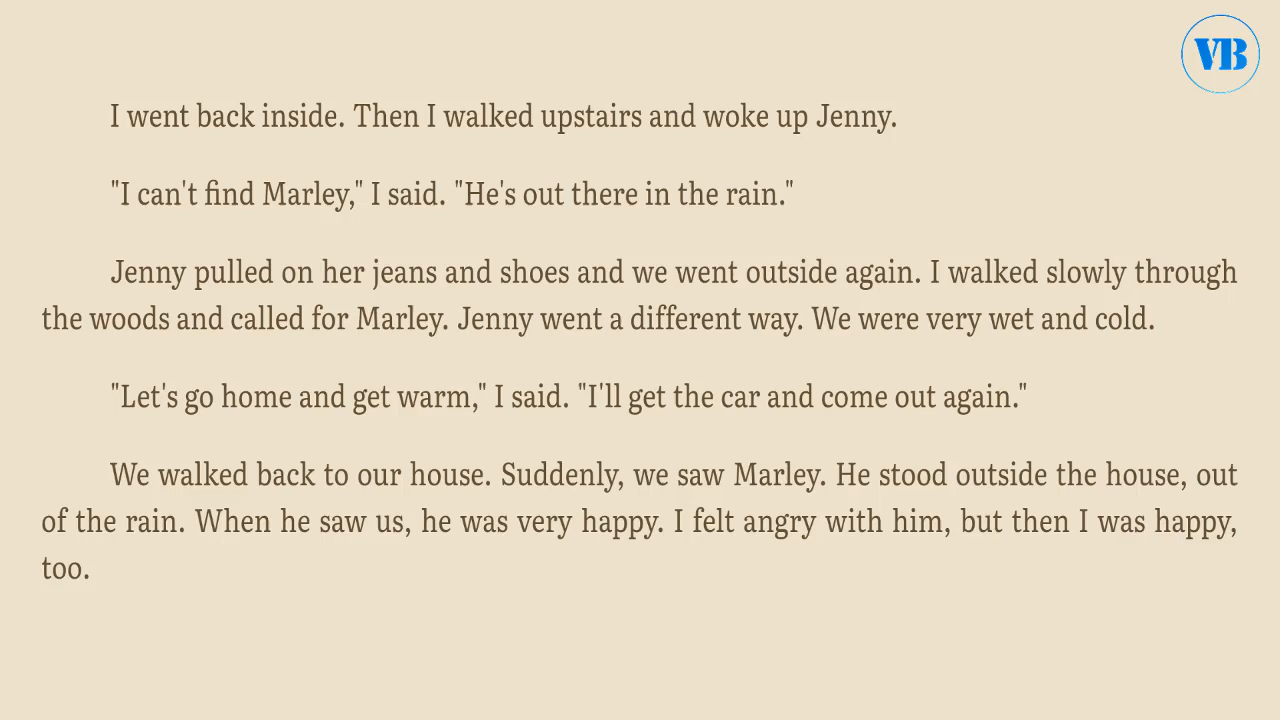 VB
I went back inside. Then I walked upstairs and woke up Jenny.
"I can't find Marley," I said. "He's out there in the rain."
Jenny pulled on her jeans and shoes and we went outside again. I walked slowly through
the woods and called for Marley. Jenny went a different way. We were very wet and cold.
"Let's go home and get warm," I said. "I'll get the car and come out again."
We walked back to our house. Suddenly, we saw Marley. He stood outside the house, out
of the rain. When he saw us, he was very happy. I felt angry with him, but then I was happy,
too.